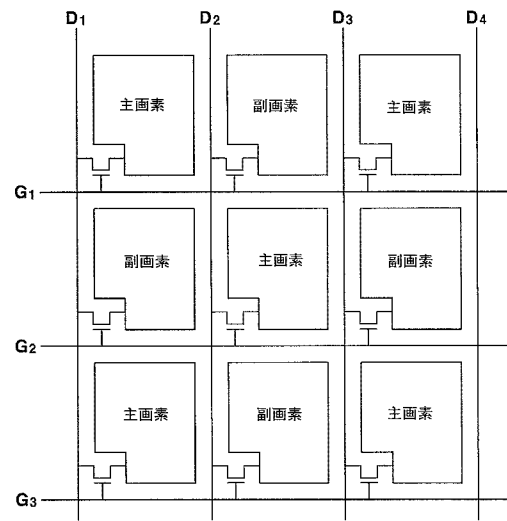 D1 D2 D3 D4
主画素 副画素 主画素
G1
副画素 主画素 副画素
G2
主画素 副画素 主画素
G3